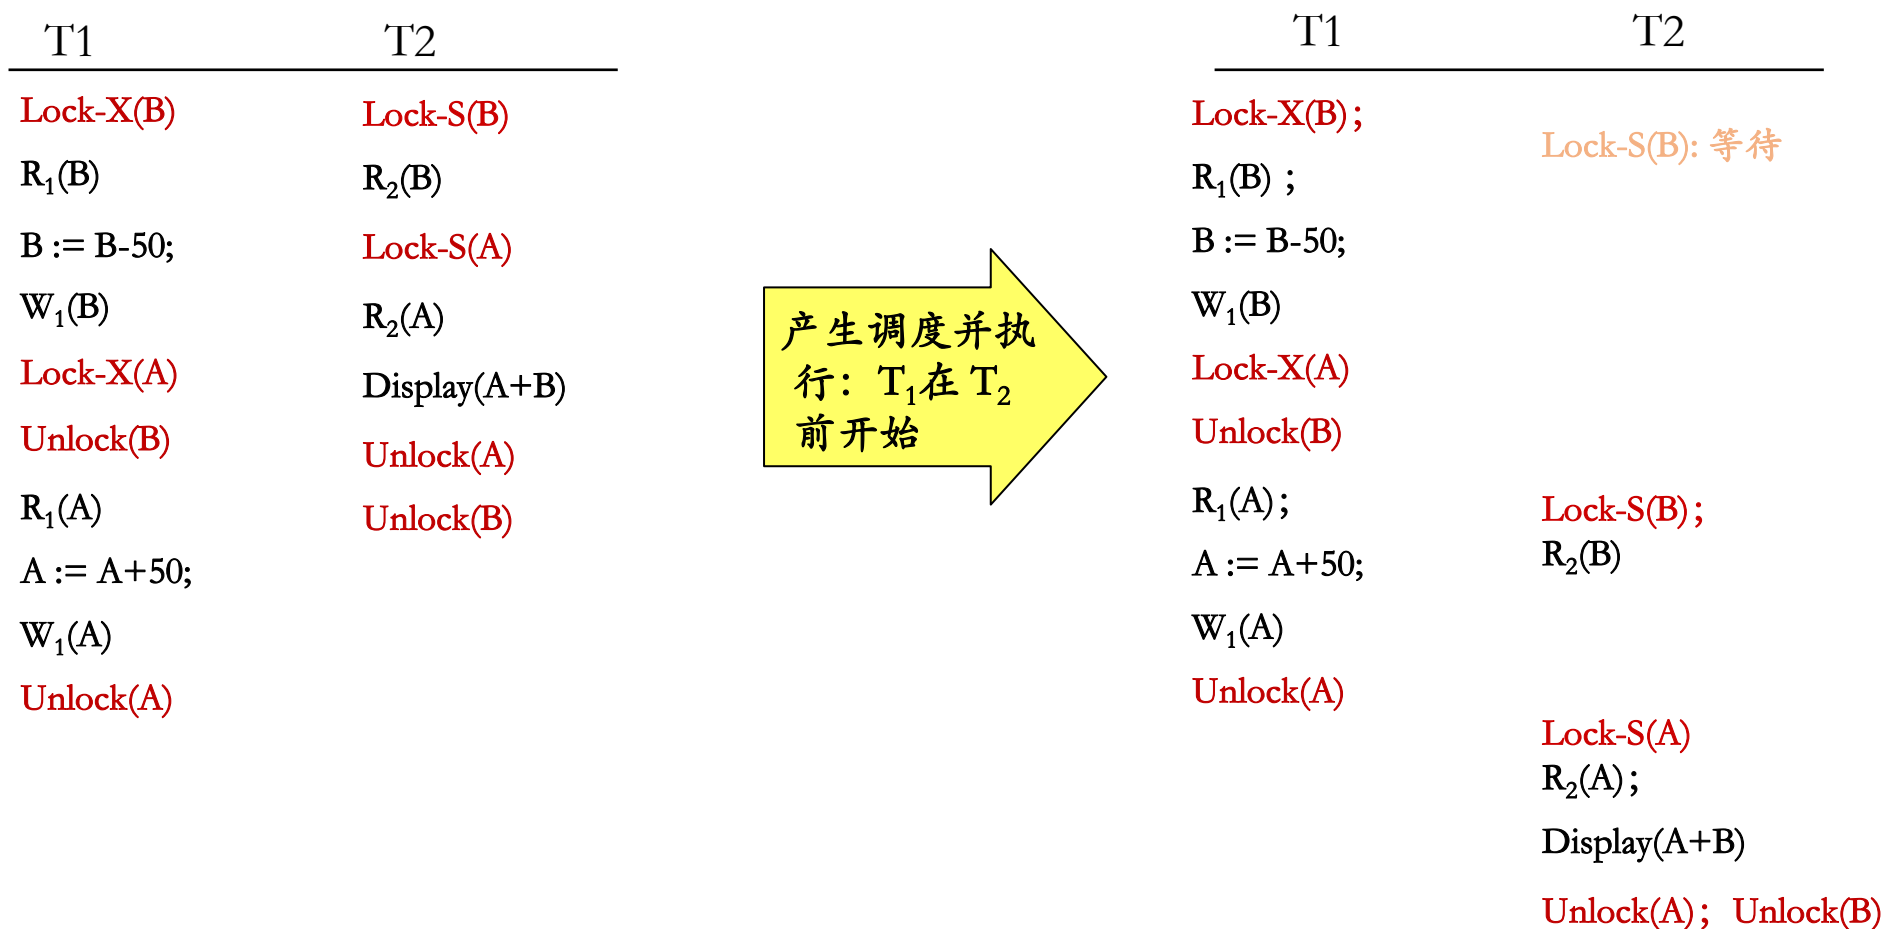 T1
T2
Lock-X(B)
R1(B)
B := B-50;
W1(B)
Lock-X(A)
Unlock(B)
R1(A)
A := A+50;
W1(A)
Unlock(A)
Lock-S(B)
R2(B)
Lock-S(A)
R2(A)
Display(A+B)
Unlock(A)
Unlock(B)
产生调度并执
行：T1在 T2
前开始
T1
T2
Lock-X(B)；
R1(B)；
B := B-50;
W1(B)
Lock-X(A)
Unlock(B)
R1(A)；
A := A+50;
W1(A)
Unlock(A)
Lock-S(B): 等待
Lock-S(B)；
R2(B)
Lock-S(A)
R2(A)；
Display(A+B)
Unlock(A)；Unlock(B)